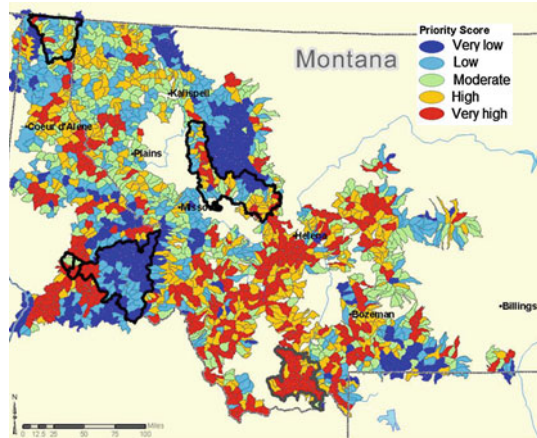 Montana
Priority Score
Very low
Low
Moderate
High
Very high
Kalispell
Coeur d'Alene
Plains
Missoula
Helena
Billings
Bozeman
N
0 12.5 25 50 75 100
Miles